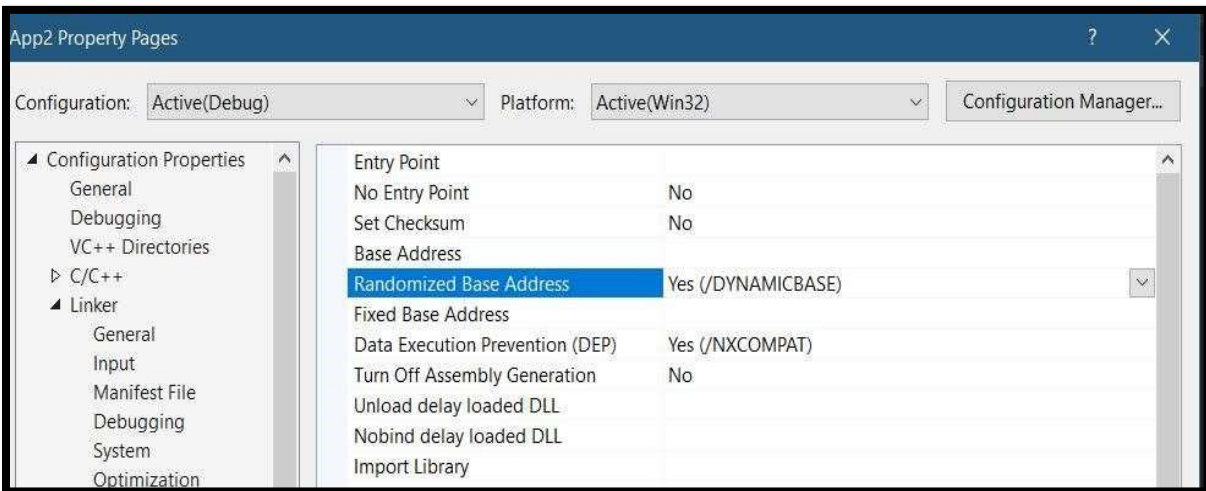 App2 Property Pages ? ×
Configuration: Active(Debug) Platform: Active(Win32) Configuration Manager...
Configuration Properties
General
Debugging
VC++ Directories
C/C++
Linker
General
Input
Manifest File
Debugging
System
Optimization
Entry Point
No Entry Point No
Set Checksum No
Base Address
Randomized Base Address Yes (/DYNAMICBASE)
Fixed Base Address
Data Execution Prevention (DEP) Yes (/NXCOMPAT)
Turn Off Assembly Generation No
Unload delay loaded DLL
Nobind delay loaded DLL
Import Library